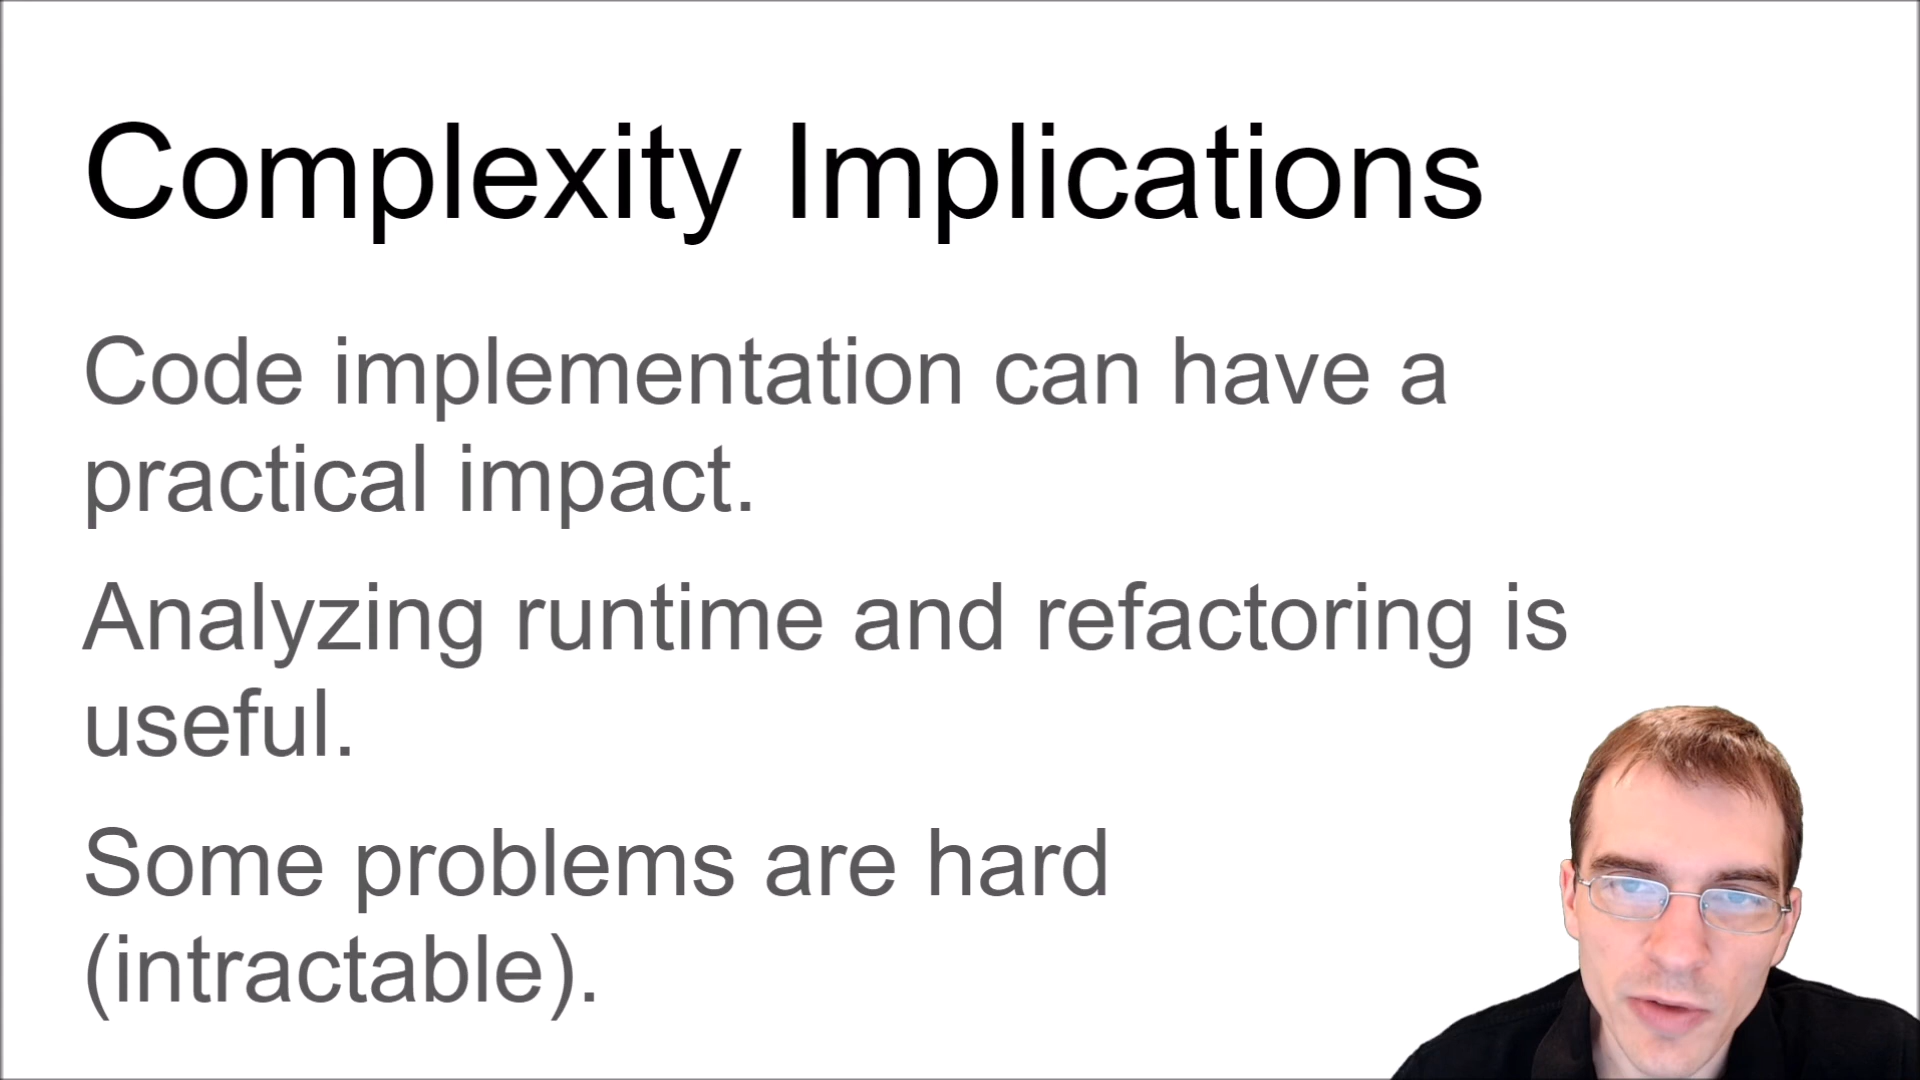 Complexity Implications
Code implementation can have a
practical impact.
Analyzing runtime and refactoring is
useful.
Some problems are hard
(intractable).